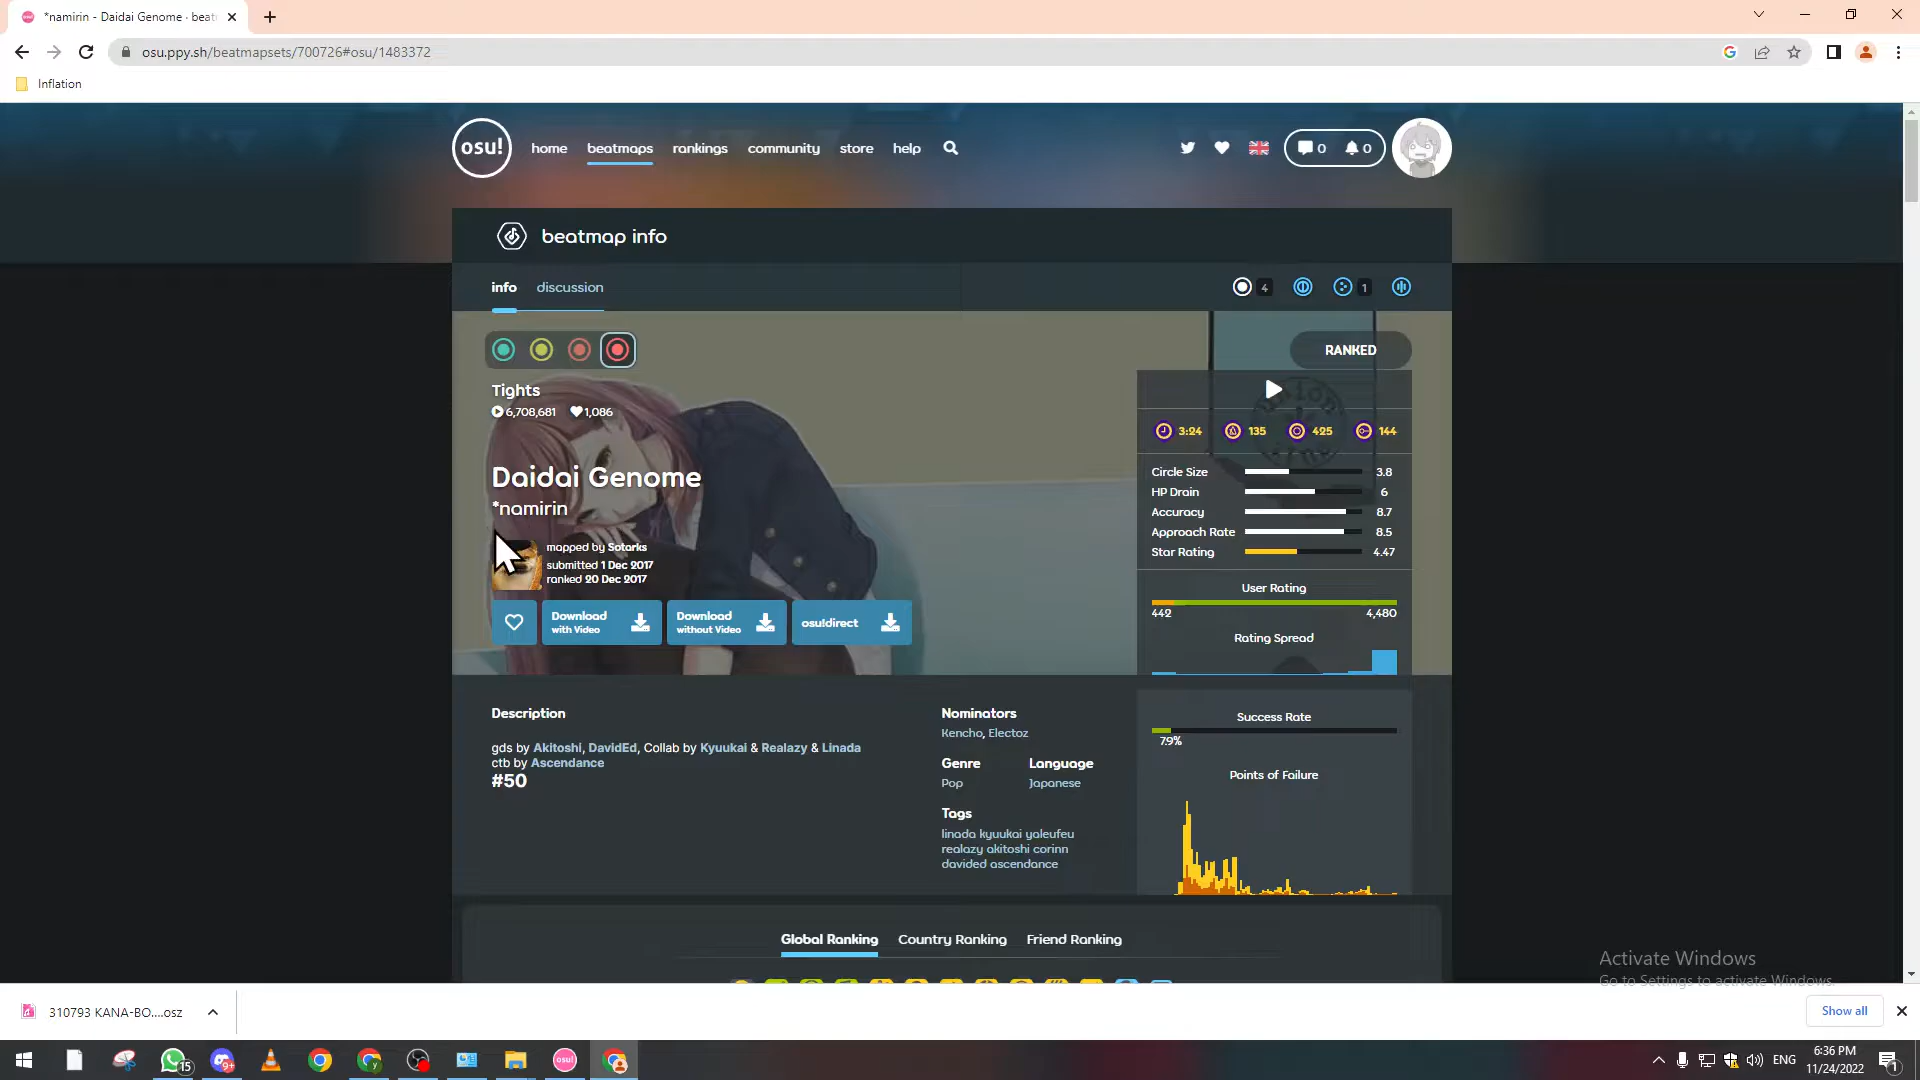 *namirin - Daidai Genome · beat
osu.ppy.sh/beatmapsets/700726#osu/1483372
Inflation
osu!
home
beatmaps
rankings
community
store
help
0
0
beatmap info
info
discussion
4
1
RANKED
Tights
6,708,681
1,086
3:24
135
425
144
Daidai Genome
*namirin
Circle Size 3.8
HP Drain 6
Accuracy 8.7
Approach Rate 8.5
Star Rating 4.47
mapped by Sotarks
submitted 1 Dec 2017
ranked 20 Dec 2017
User Rating
442 4,480
Rating Spread
Download
with Video
Download
without Video
osu!direct
Description
gds by Akitoshi, DavidEd, Collab by Kyuukai & Realazy & Linada
ctb by Ascendance
#50
Nominators
Kencho, Electoz
Genre Language
Pop Japanese
Tags
linada kyuukai yaleufeu
realazy akitoshi corinn
davided ascendance
Success Rate
7.9%
Points of Failure
Global Ranking
Country Ranking
Friend Ranking
Activate Windows
Go to Settings to activate Windows.
310793 KANA-BO....osz
Show all
15
9+
osu!
ENG
6:36 PM
11/24/2022
1